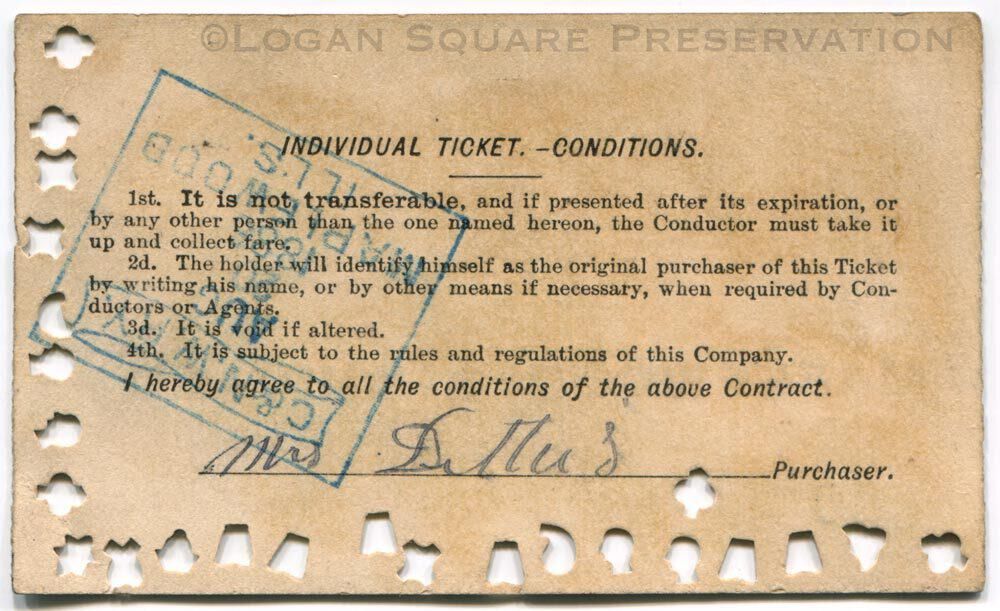 ©LOGAN SQUARE PRESERVATION
INDIVIDUAL TICKET.-CONDITIONS.
1st. It is not transferable, and if presented after its expiration, or
by any other person than the one named hereon, the Conductor must take it
up and collect fare.
2d. The holder will identify himself as the original purchaser of this Ticket
by writing his name, or by other means if necessary, when required by Con-
ductors or Agents.
3d. It is void if altered.
4th. It is subject to the rules and regulations of this Company.
I hereby agree to all the conditions of the above Contract.
Mrs
Purchaser.
C.R'Y
AUG
MAPLEWOOD
ILLS.